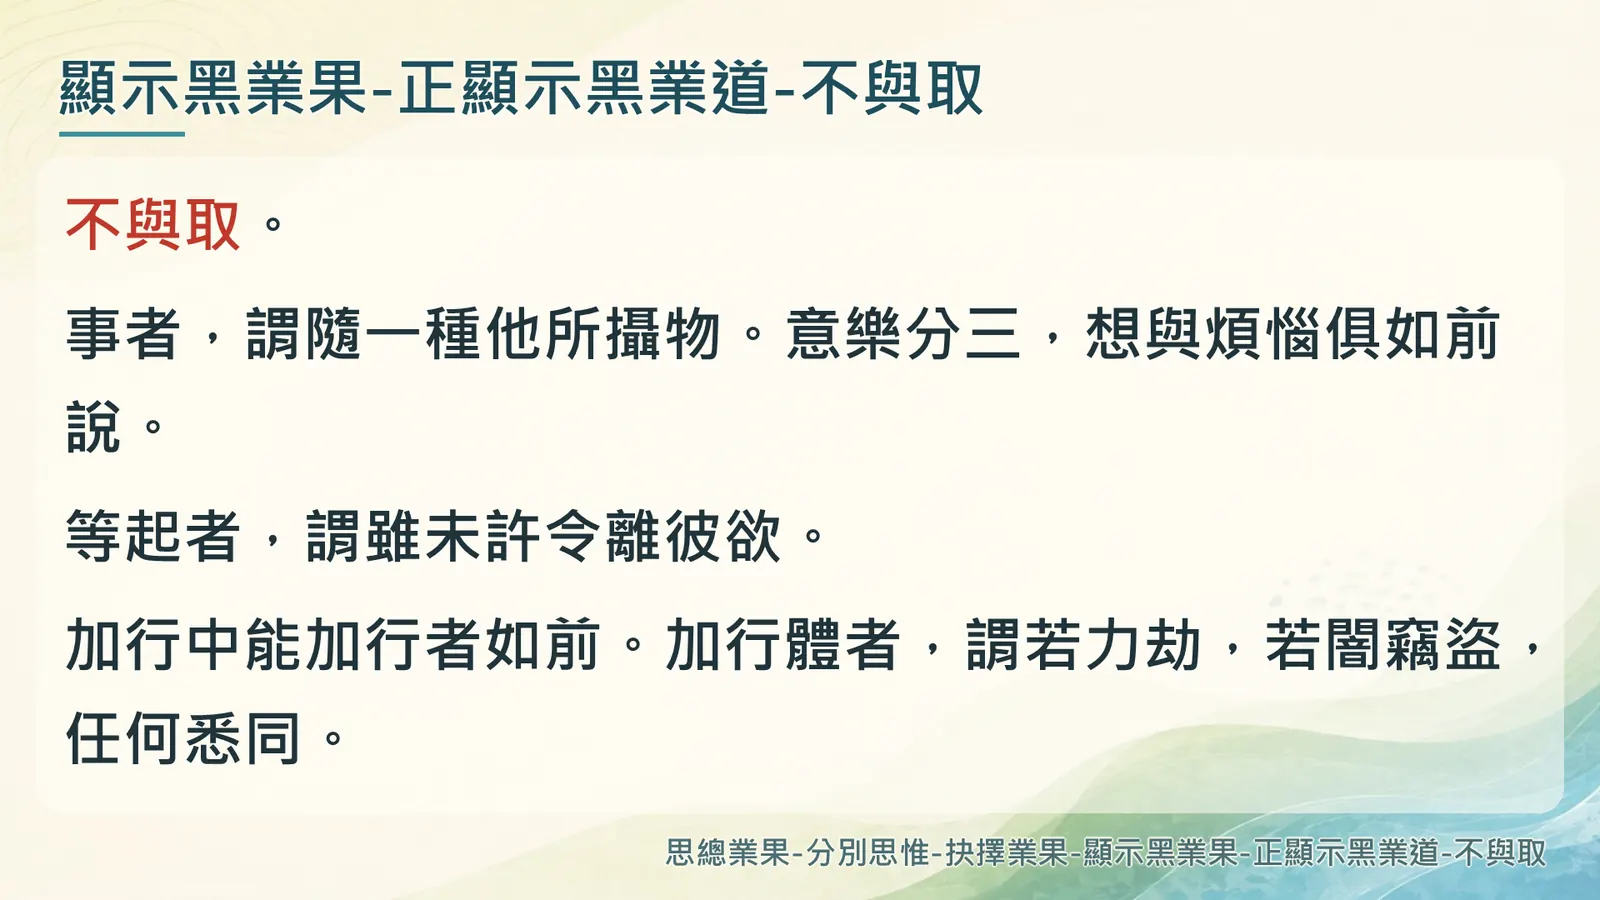 顯示黑業果-正顯示黑業道-不與取
不與取。
事者，謂隨一種他所攝物。意樂分三，想與煩惱俱如前
說。
等起者，謂雖未許令離彼欲。
加行中能加行者如前。加行體者，謂若力劫，若闇竊盜，
任何悉同。
思總業果-分別思惟-抉擇業果-顯示黑業果-正顯示黑業道-不與取